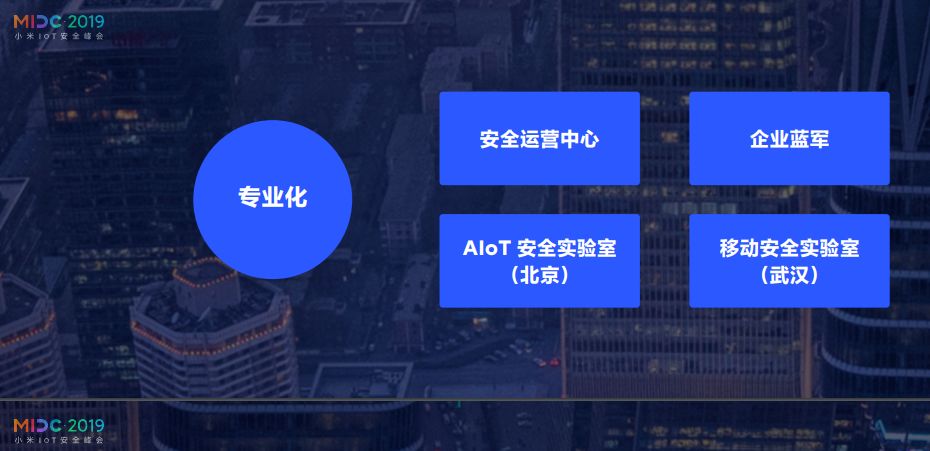 MIDC·2019
小米IoT安全峰会
专业化
安全运营中心
企业蓝军
AIoT 安全实验室
（北京）
移动安全实验室
（武汉）
MIDC·2019
小米IoT安全峰会